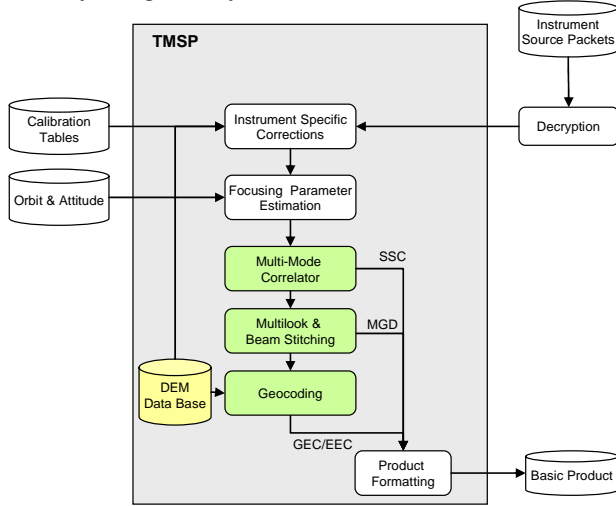 TMSP
Instrument
Source Packets
Calibration
Tables
Instrument Specific
Corrections
Decryption
Orbit & Attitude
Focusing Parameter
Estimation
Multi-Mode
Correlator
SSC
Multilook &
Beam Stitching
MGD
DEM
Data Base
Geocoding
GEC/EEC
Product
Formatting
Basic Product